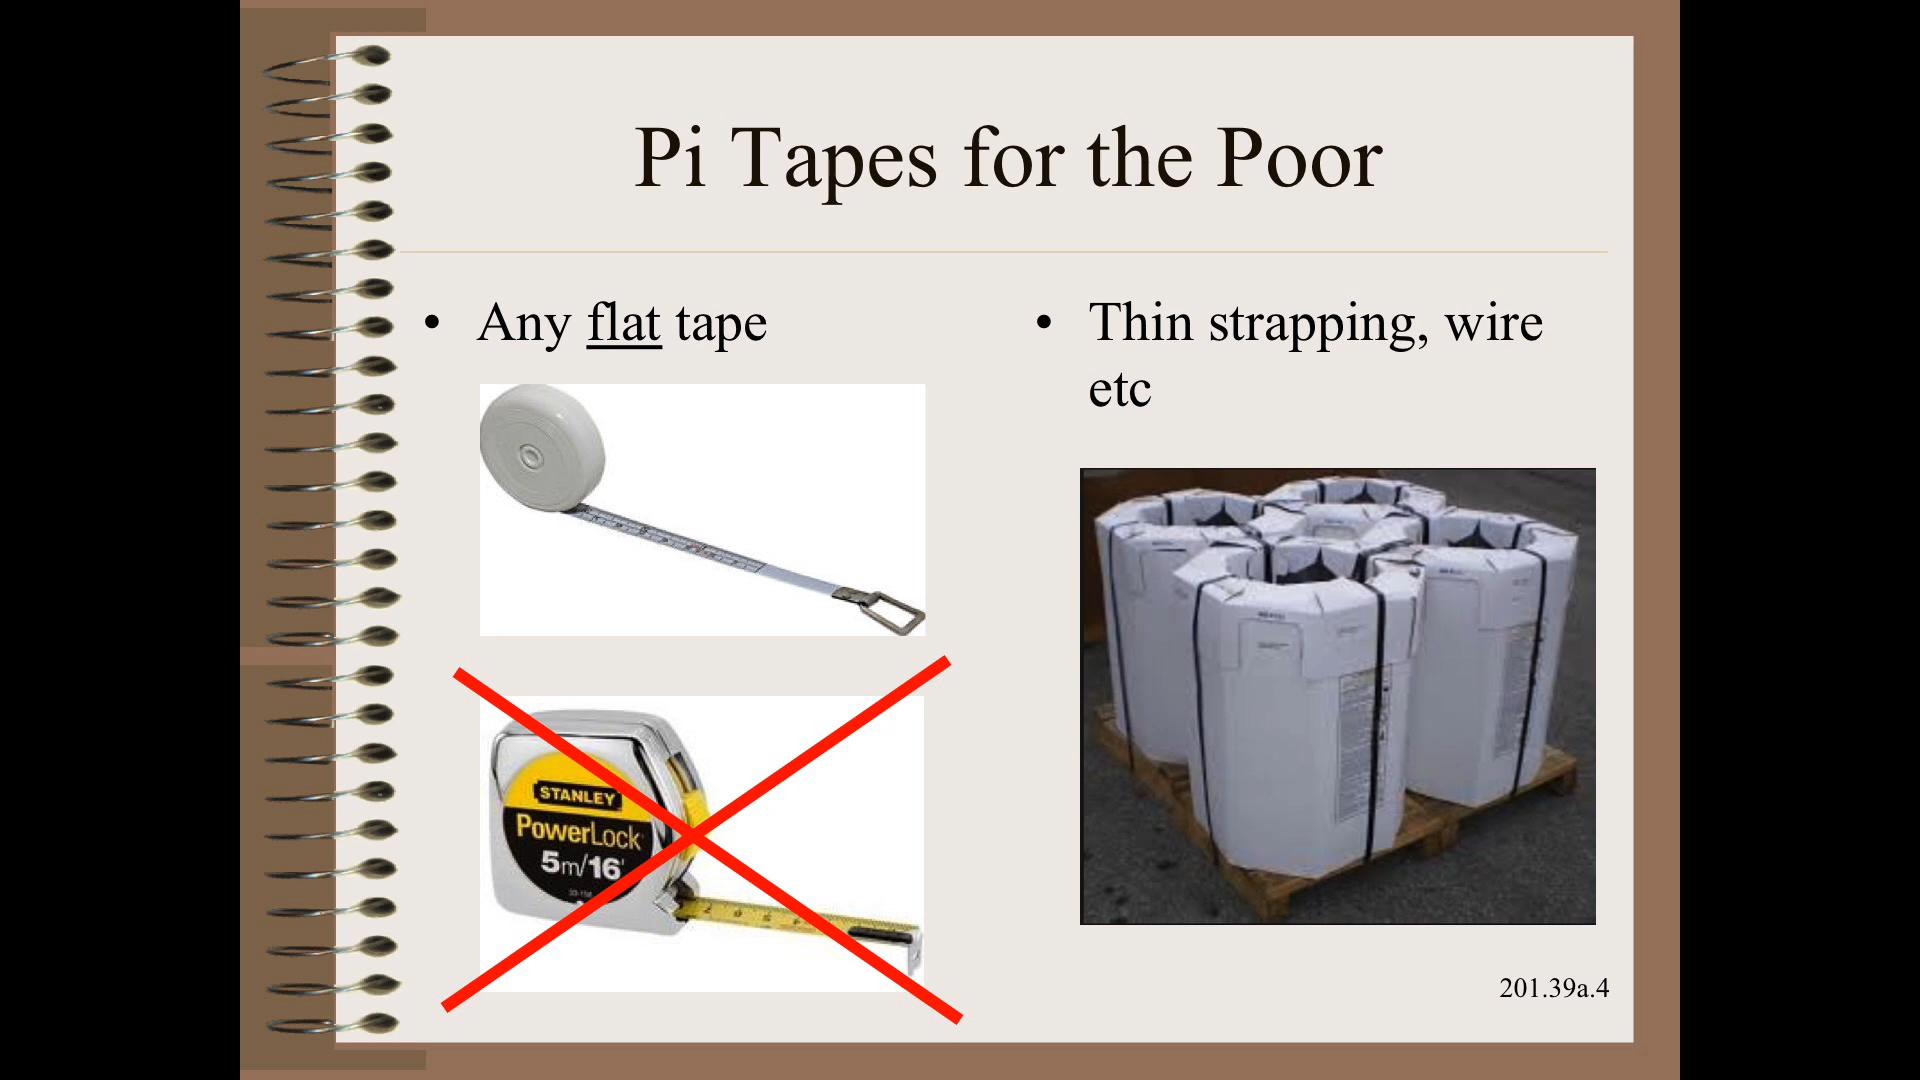 Pi Tapes for the Poor
• Any flat tape
• Thin strapping, wire
etc
STANLEY
PowerLock
5m/16'
201.39a.4